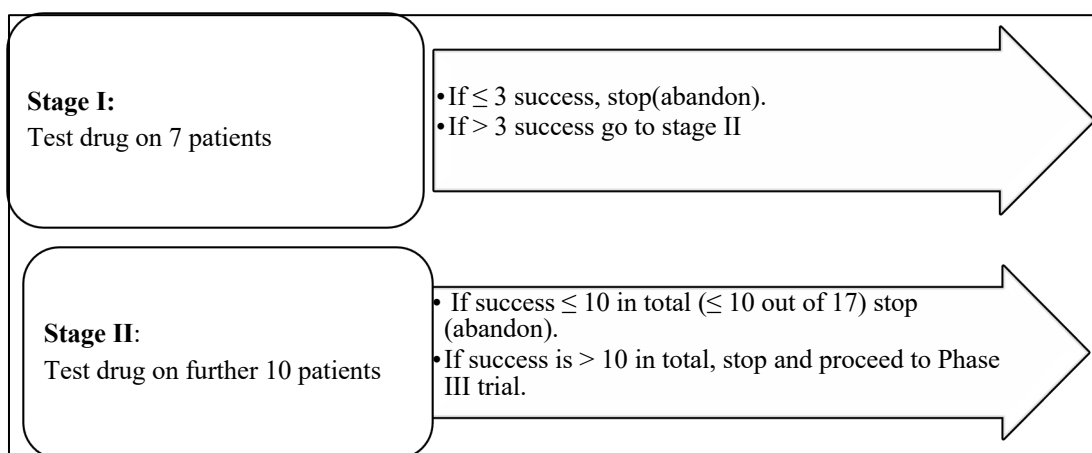 Stage I:
Test drug on 7 patients
•If ≤ 3 success, stop(abandon).
•If > 3 success go to stage II
Stage II:
Test drug on further 10 patients
• If success ≤ 10 in total (≤ 10 out of 17) stop
(abandon).
•If success is > 10 in total, stop and proceed to Phase
III trial.